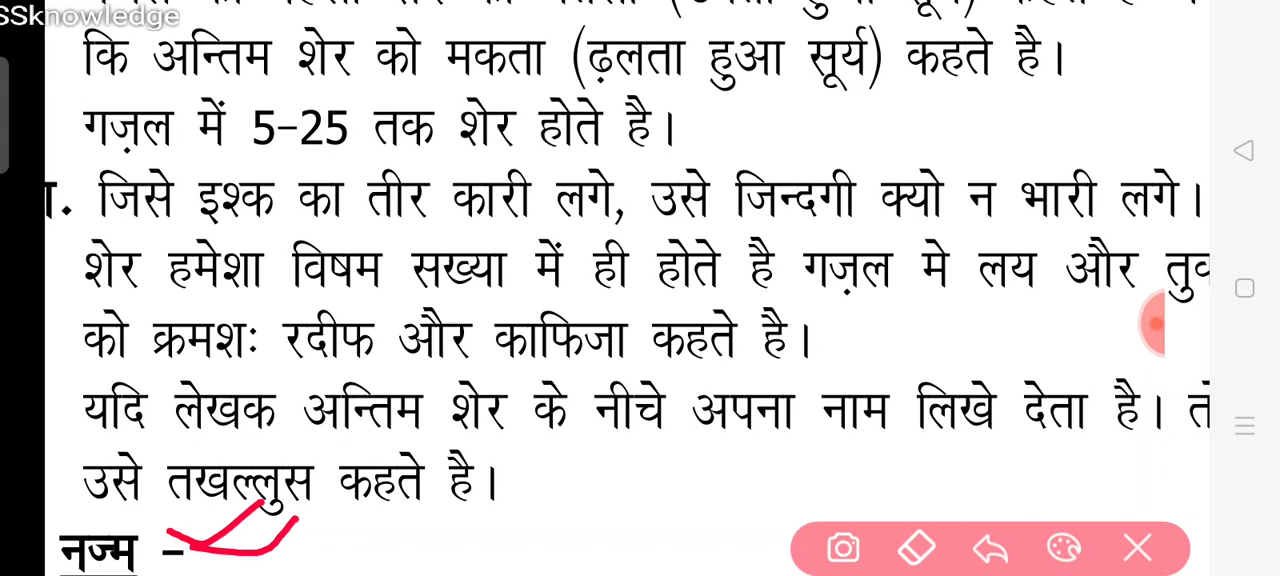 SSknowledge
कि अन्तिम शेर को मकता (ढ़लता हुआ सूर्य) कहते है।
गज़ल में 5-25 तक शेर होते है।
जिसे इश्क का तीर कारी लगे, उसे जिन्दगी क्यो न भारी लगे।
शेर हमेशा विषम सख्या में ही होते है गज़ल मे लय और
को क्रमशः रदीफ और काफिजा कहते है।
यदि लेखक अन्तिम शेर के नीचे अपना नाम लिखे देता है।
उसे तखल्लुस कहते है।
नज्म -